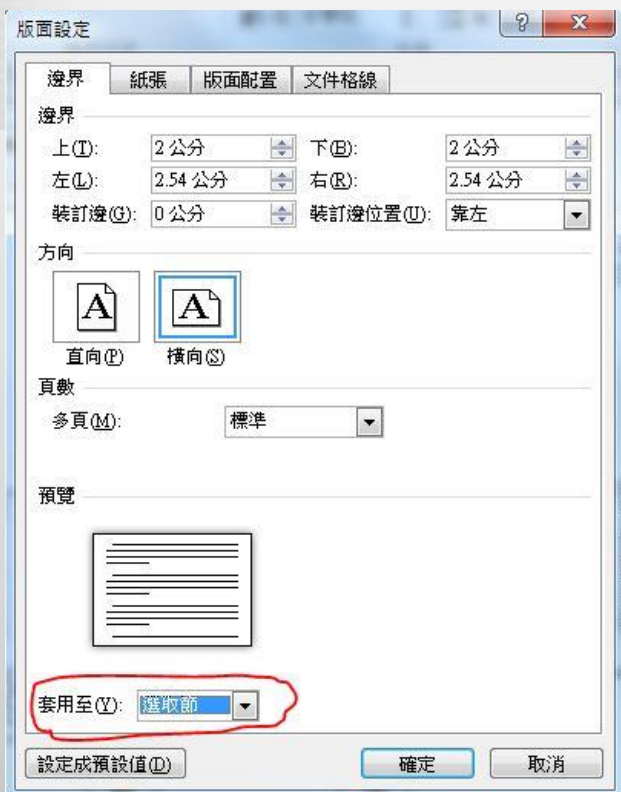 版面設定
邊界 紙張 版面配置 文件格線
邊界
上(T): 2 公分 下(B): 2 公分
左(L): 2.54 公分 右(R): 2.54 公分
裝訂邊(G): 0 公分 裝訂邊位置(U): 靠左
方向
A A
直向(P) 橫向(S)
頁數
多頁(M): 標準
預覽
套用至(Y): 選取節
設定成預設值(D) 確定 取消